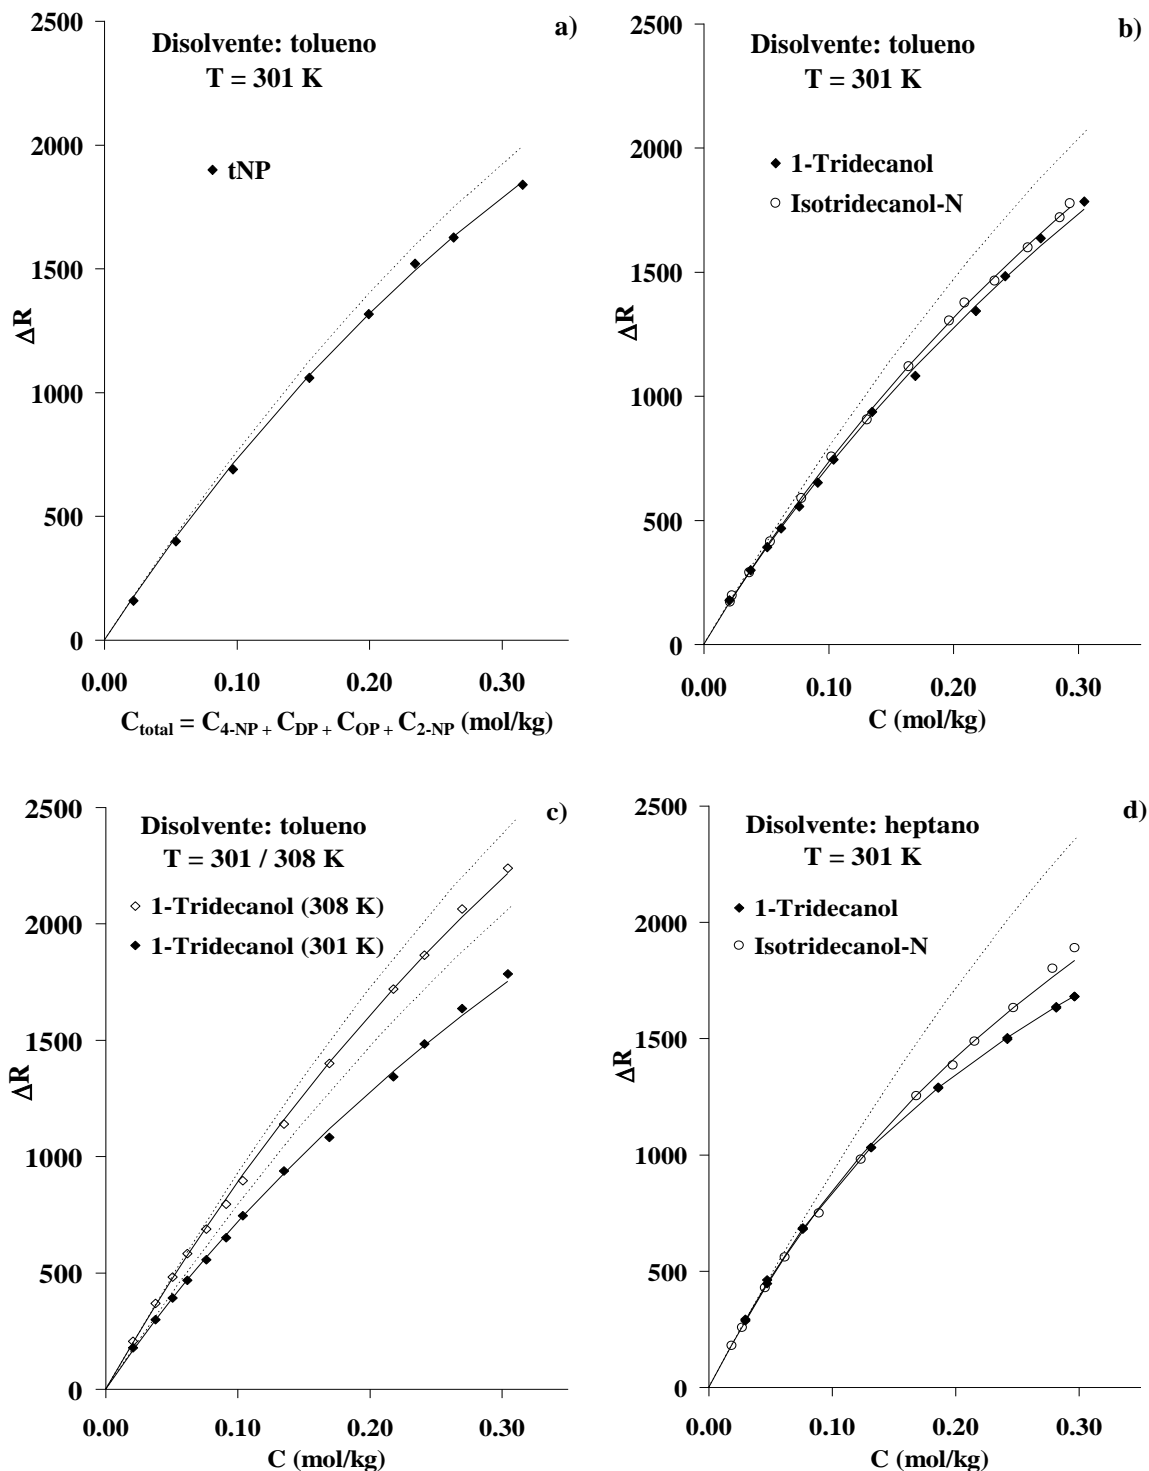 a)
Disolvente: tolueno
T = 301 K
tNP
2500
2000
1500
1000
500
0
ΔR
0.00 0.10 0.20 0.30
C_total = C_4-NP + C_DP + C_OP + C_2-NP (mol/kg)
b)
Disolvente: tolueno
T = 301 K
1-Tridecanol
Isotridecanol-N
2500
2000
1500
1000
500
0
ΔR
0.00 0.10 0.20 0.30
C (mol/kg)
c)
Disolvente: tolueno
T = 301 / 308 K
1-Tridecanol (308 K)
1-Tridecanol (301 K)
2500
2000
1500
1000
500
0
ΔR
0.00 0.10 0.20 0.30
C (mol/kg)
d)
Disolvente: heptano
T = 301 K
1-Tridecanol
Isotridecanol-N
2500
2000
1500
1000
500
0
ΔR
0.00 0.10 0.20 0.30
C (mol/kg)